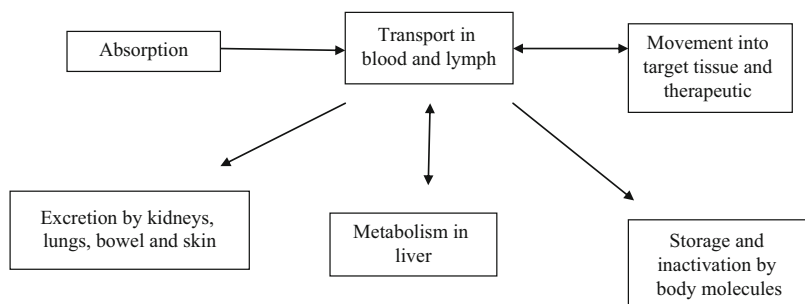 Absorption
Transport in
blood and lymph
Movement into
target tissue and
therapeutic
Excretion by kidneys,
lungs, bowel and skin
Metabolism in
liver
Storage and
inactivation by
body molecules